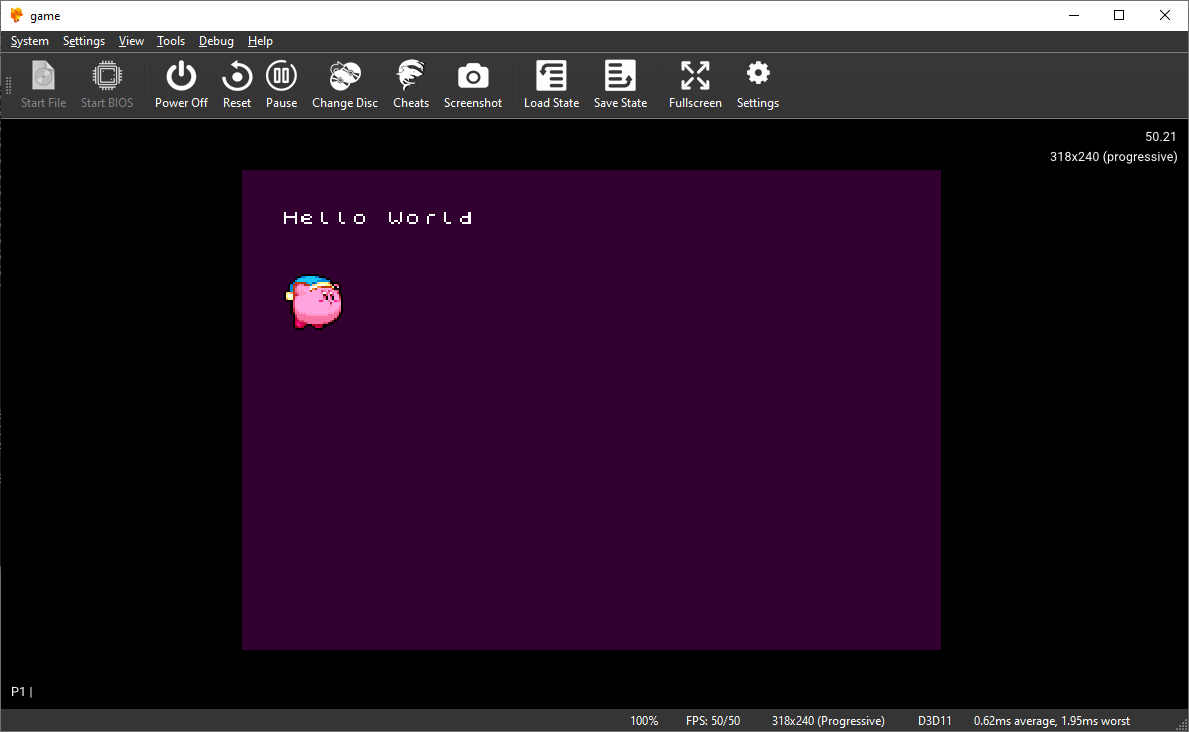 game
System Settings View Tools Debug Help
Start File Start BIOS Power Off Reset Pause Change Disc Cheats Screenshot Load State Save State Fullscreen Settings
50.21
318x240 (progressive)
Hello World
P1 |
100% FPS: 50/50 318x240 (Progressive) D3D11 0.62ms average, 1.95ms worst